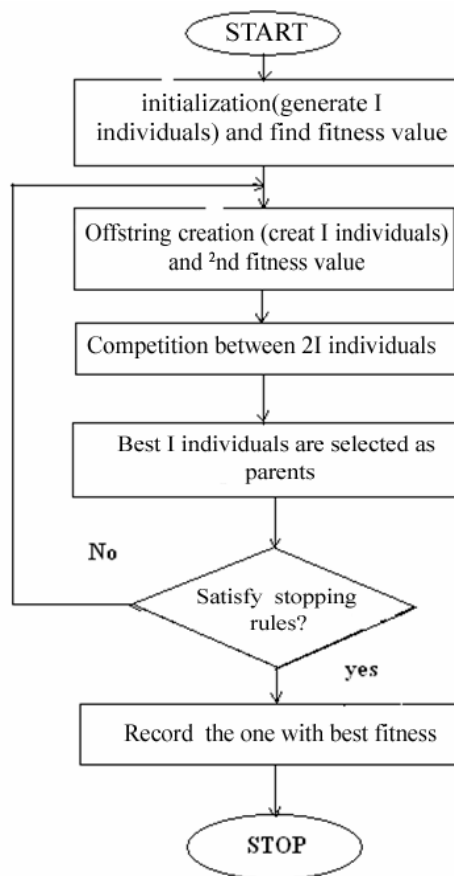 START
initialization(generate I
individuals) and find fitness value
Offstring creation (creat I individuals)
and ²nd fitness value
Competition between 2I individuals
Best I individuals are selected as
parents
No
Satisfy stopping
rules?
yes
Record the one with best fitness
STOP